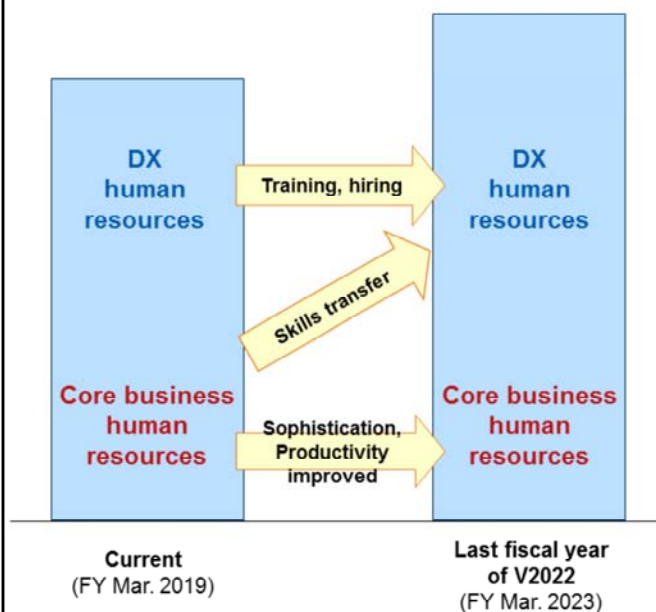 DX
human
resources
Training, hiring
DX
human
resources
Skills transfer
Core business
human
resources
Sophistication,
Productivity
improved
Core business
human
resources
Current
(FY Mar. 2019)
Last fiscal year
of V2022
(FY Mar. 2023)